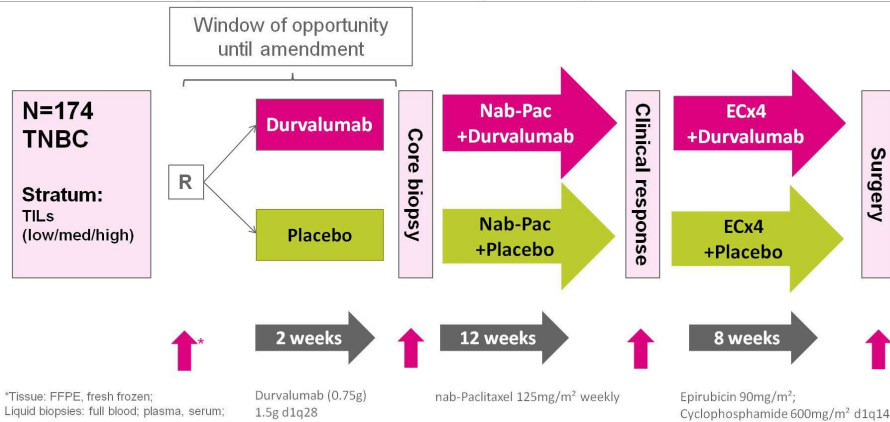 Window of opportunity
until amendment
N=174
TNBC
Stratum:
TILs
(low/med/high)
R
Durvalumab
Placebo
Core biopsy
Nab-Pac
+Durvalumab
Nab-Pac
+Placebo
Clinical response
ECx4
+Durvalumab
ECx4
+Placebo
Surgery
*
2 weeks
12 weeks
8 weeks
*Tissue: FFPE, fresh frozen;
Liquid biopsies: full blood; plasma, serum;
Durvalumab (0.75g)
1.5g d1q28
nab-Paclitaxel 125mg/m² weekly
Epirubicin 90mg/m²;
Cyclophosphamide 600mg/m² d1q14